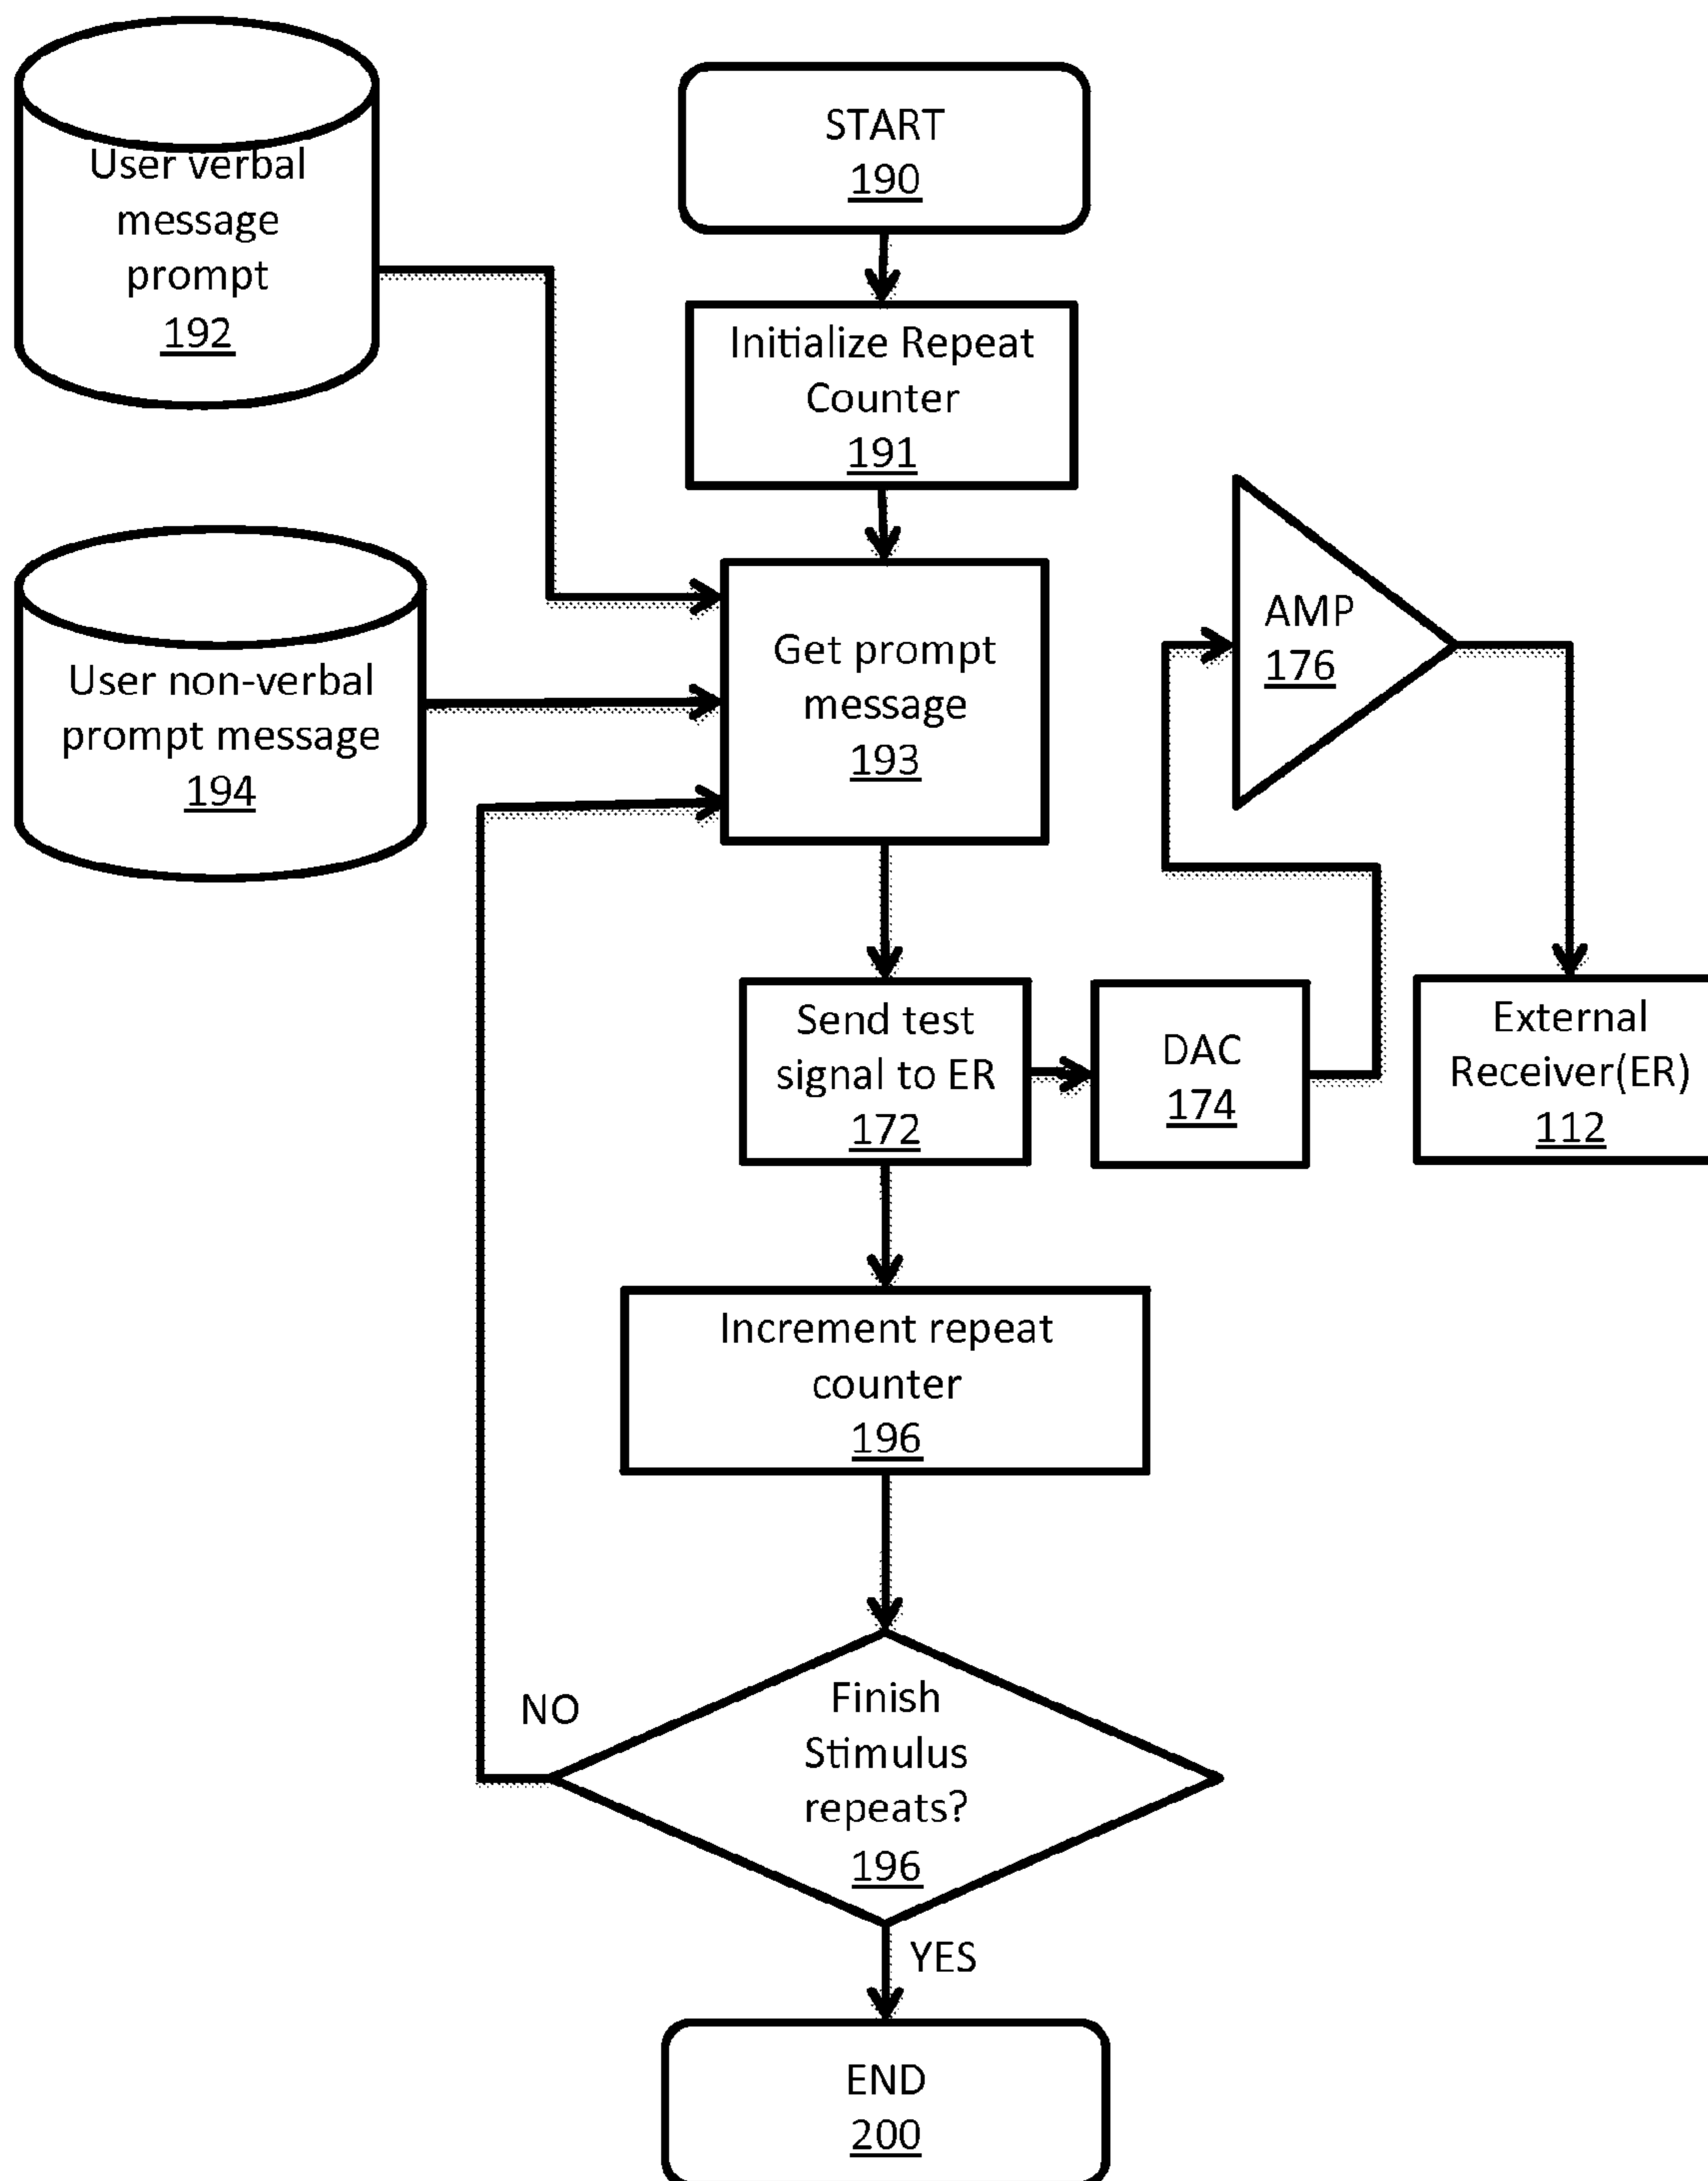 User verbal
message
prompt
192
START
190
Initialize Repeat
Counter
191
User non-verbal
prompt message
194
Get prompt
message
193
AMP
176
Send test
signal to ER
172
DAC
174
External
Receiver(ER)
112
Increment repeat
counter
196
NO
Finish
Stimulus
repeats?
196
YES
END
200